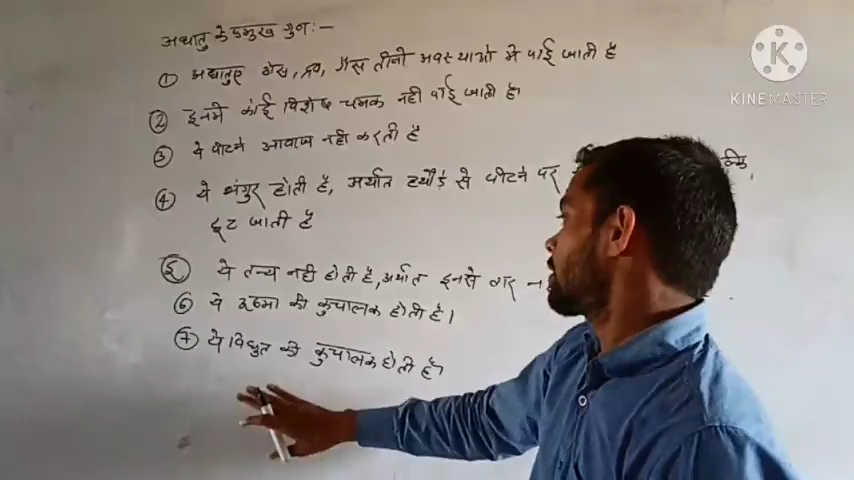 अधातु के प्रमुख गुन:-
① अधातुए ठोस, द्रव, गैस तीनो अवस्थाओ मे पाई जाती है
② इनमे कोई विशेष चमक नही पाई जाती है।
③ ये पीटने आवाज नही करती है
④ ये भंगुर होती है, अर्थात हथौड़े से पीटने पर
टूट जाती है
⑤ ये तन्य नही होती है, अर्थात इनसे तार न
⑥ ये ऊष्मा की कुचालक होती है।
⑦ ये विधुत की कुचालक होती है
KINEMASTER